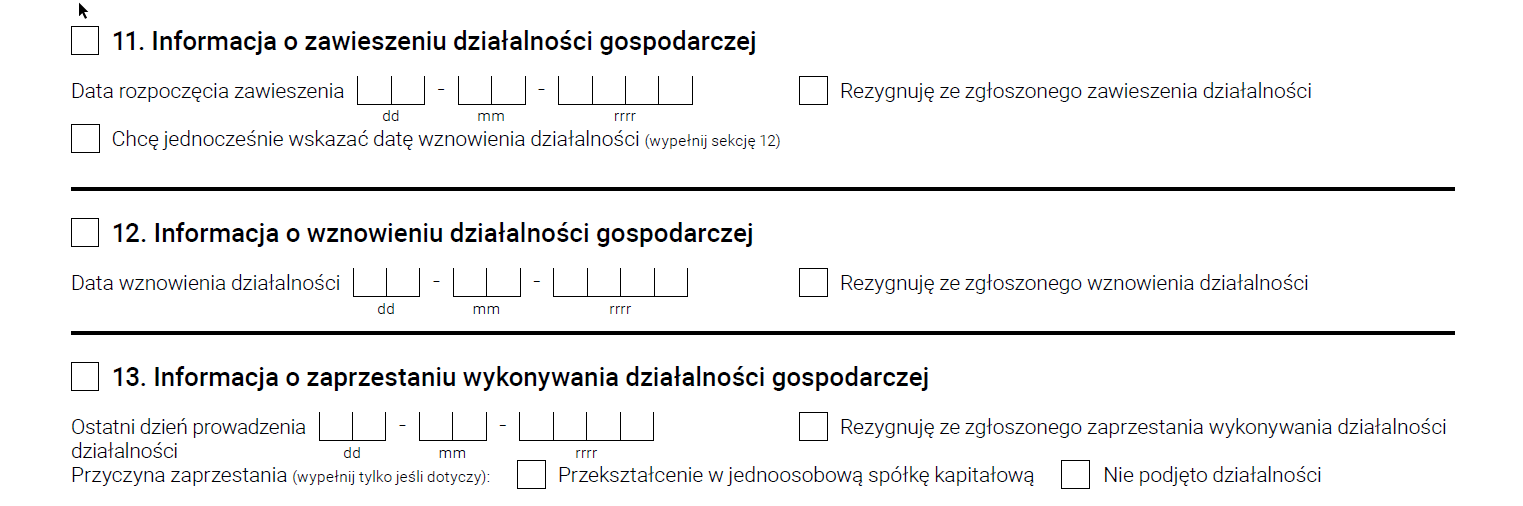 11. Informacja o zawieszeniu działalności gospodarczej
Data rozpoczęcia zawieszenia - - Rezygnuję ze zgłoszonego zawieszenia działalności
dd mm rrrr
Chcę jednocześnie wskazać datę wznowienia działalności (wypełnij sekcję 12)
12. Informacja o wznowieniu działalności gospodarczej
Data wznowienia działalności - - Rezygnuję ze zgłoszonego wznowienia działalności
dd mm rrrr
13. Informacja o zaprzestaniu wykonywania działalności gospodarczej
Ostatni dzień prowadzenia - - Rezygnuję ze zgłoszonego zaprzestania wykonywania działalności
działalności dd mm rrrr
Przyczyna zaprzestania (wypełnij tylko jeśli dotyczy): Przekształcenie w jednoosobową spółkę kapitałową Nie podjęto działalności